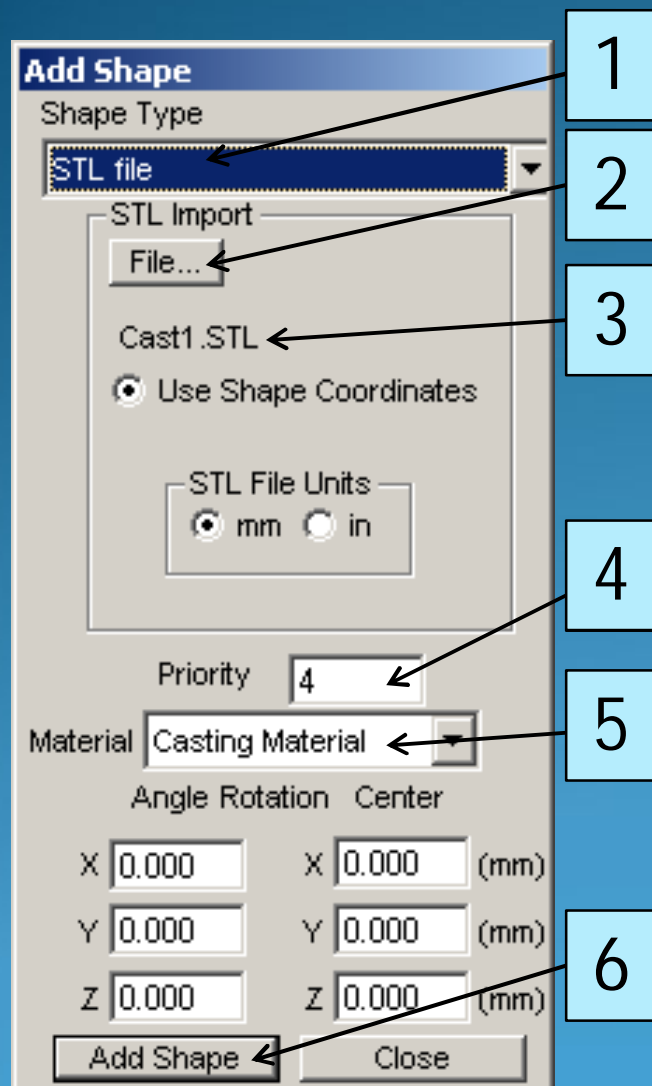 Add Shape
1
Shape Type
STL file
2
STL Import
File...
Cast1.STL
3
Use Shape Coordinates
STL File Units
mm in
4
Priority 4
Material Casting Material
5
Angle Rotation Center
X 0.000 X 0.000 (mm)
Y 0.000 Y 0.000 (mm)
6
Z 0.000 Z 0.000 (mm)
Add Shape Close